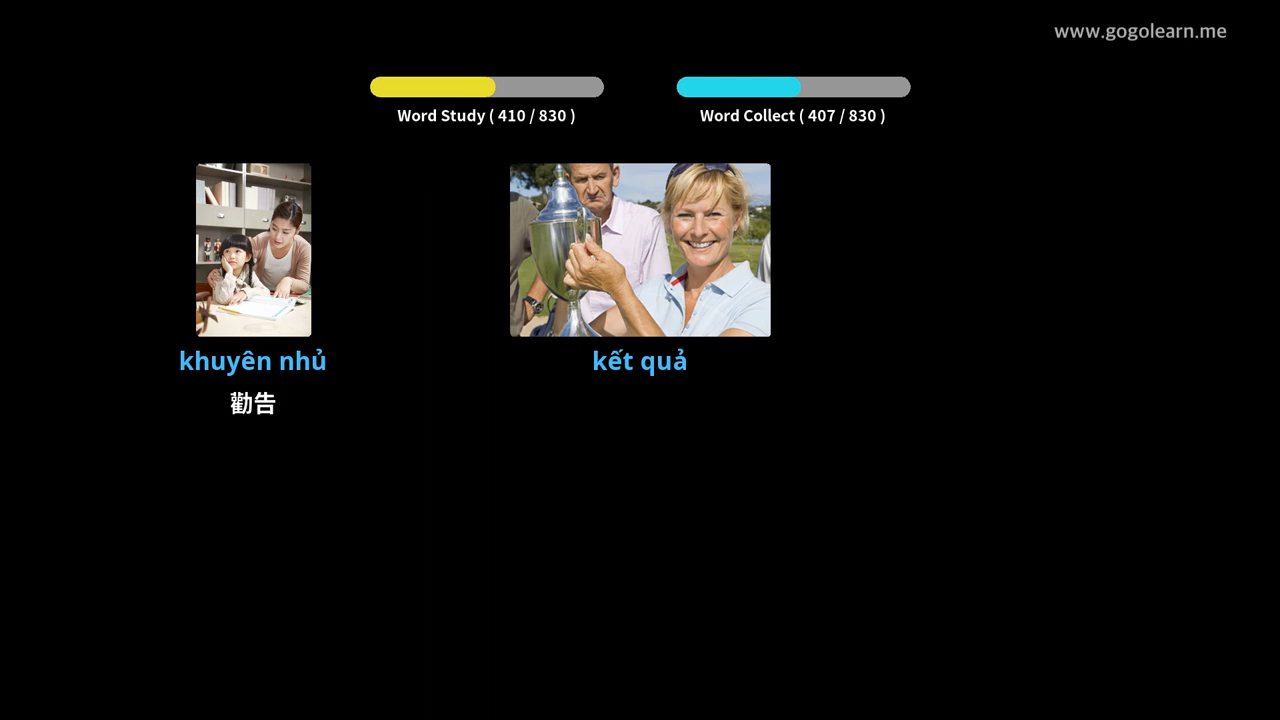 www.gogolearn.me
Word Study ( 410 / 830 )
Word Collect ( 407 / 830 )
khuyên nhủ
kết quả
勸告